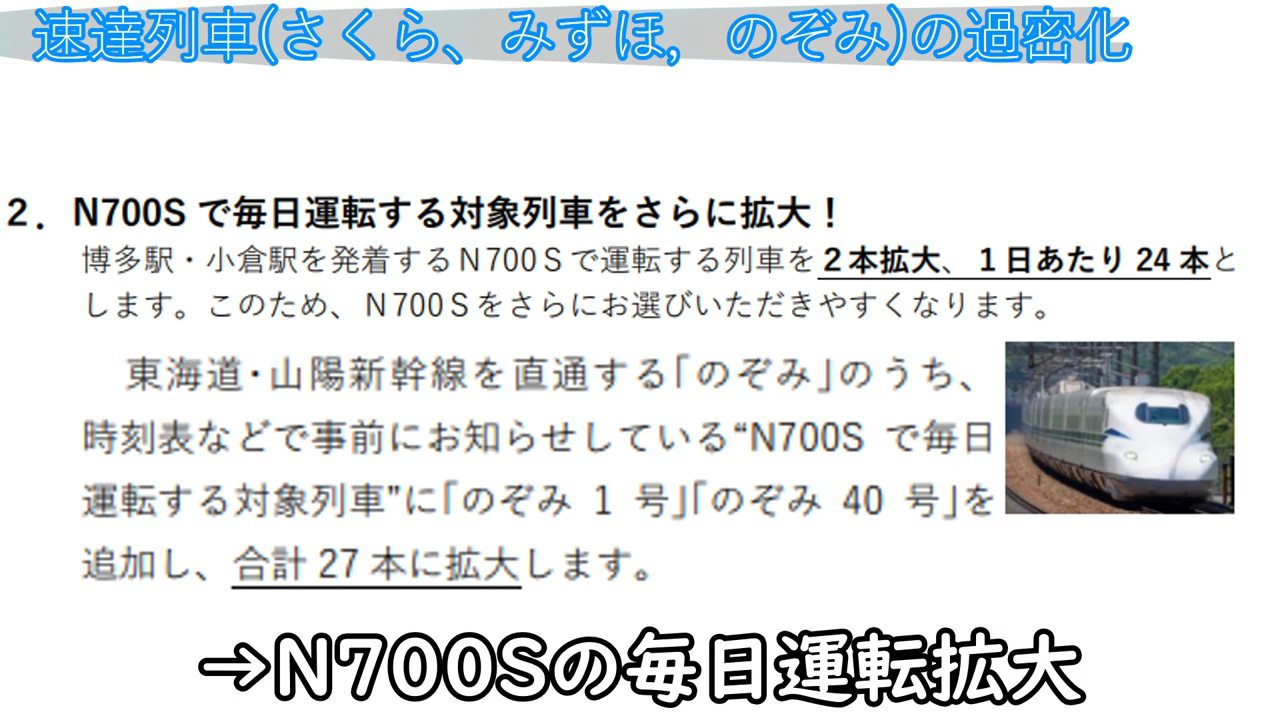 速達列車(さくら、みずほ, のぞみ)の過密化
２．N700S で毎日運転する対象列車をさらに拡大！
博多駅・小倉駅を発着するＮ700Ｓで運転する列車を２本拡大、１日あたり 24 本と
します。このため、Ｎ700Ｓをさらにお選びいただきやすくなります。
東海道・山陽新幹線を直通する「のぞみ」のうち、
時刻表などで事前にお知らせしている“N700S で毎日
運転する対象列車”に「のぞみ 1 号」「のぞみ 40 号」を
追加し、合計 27 本に拡大します。
→N700Sの毎日運転拡大